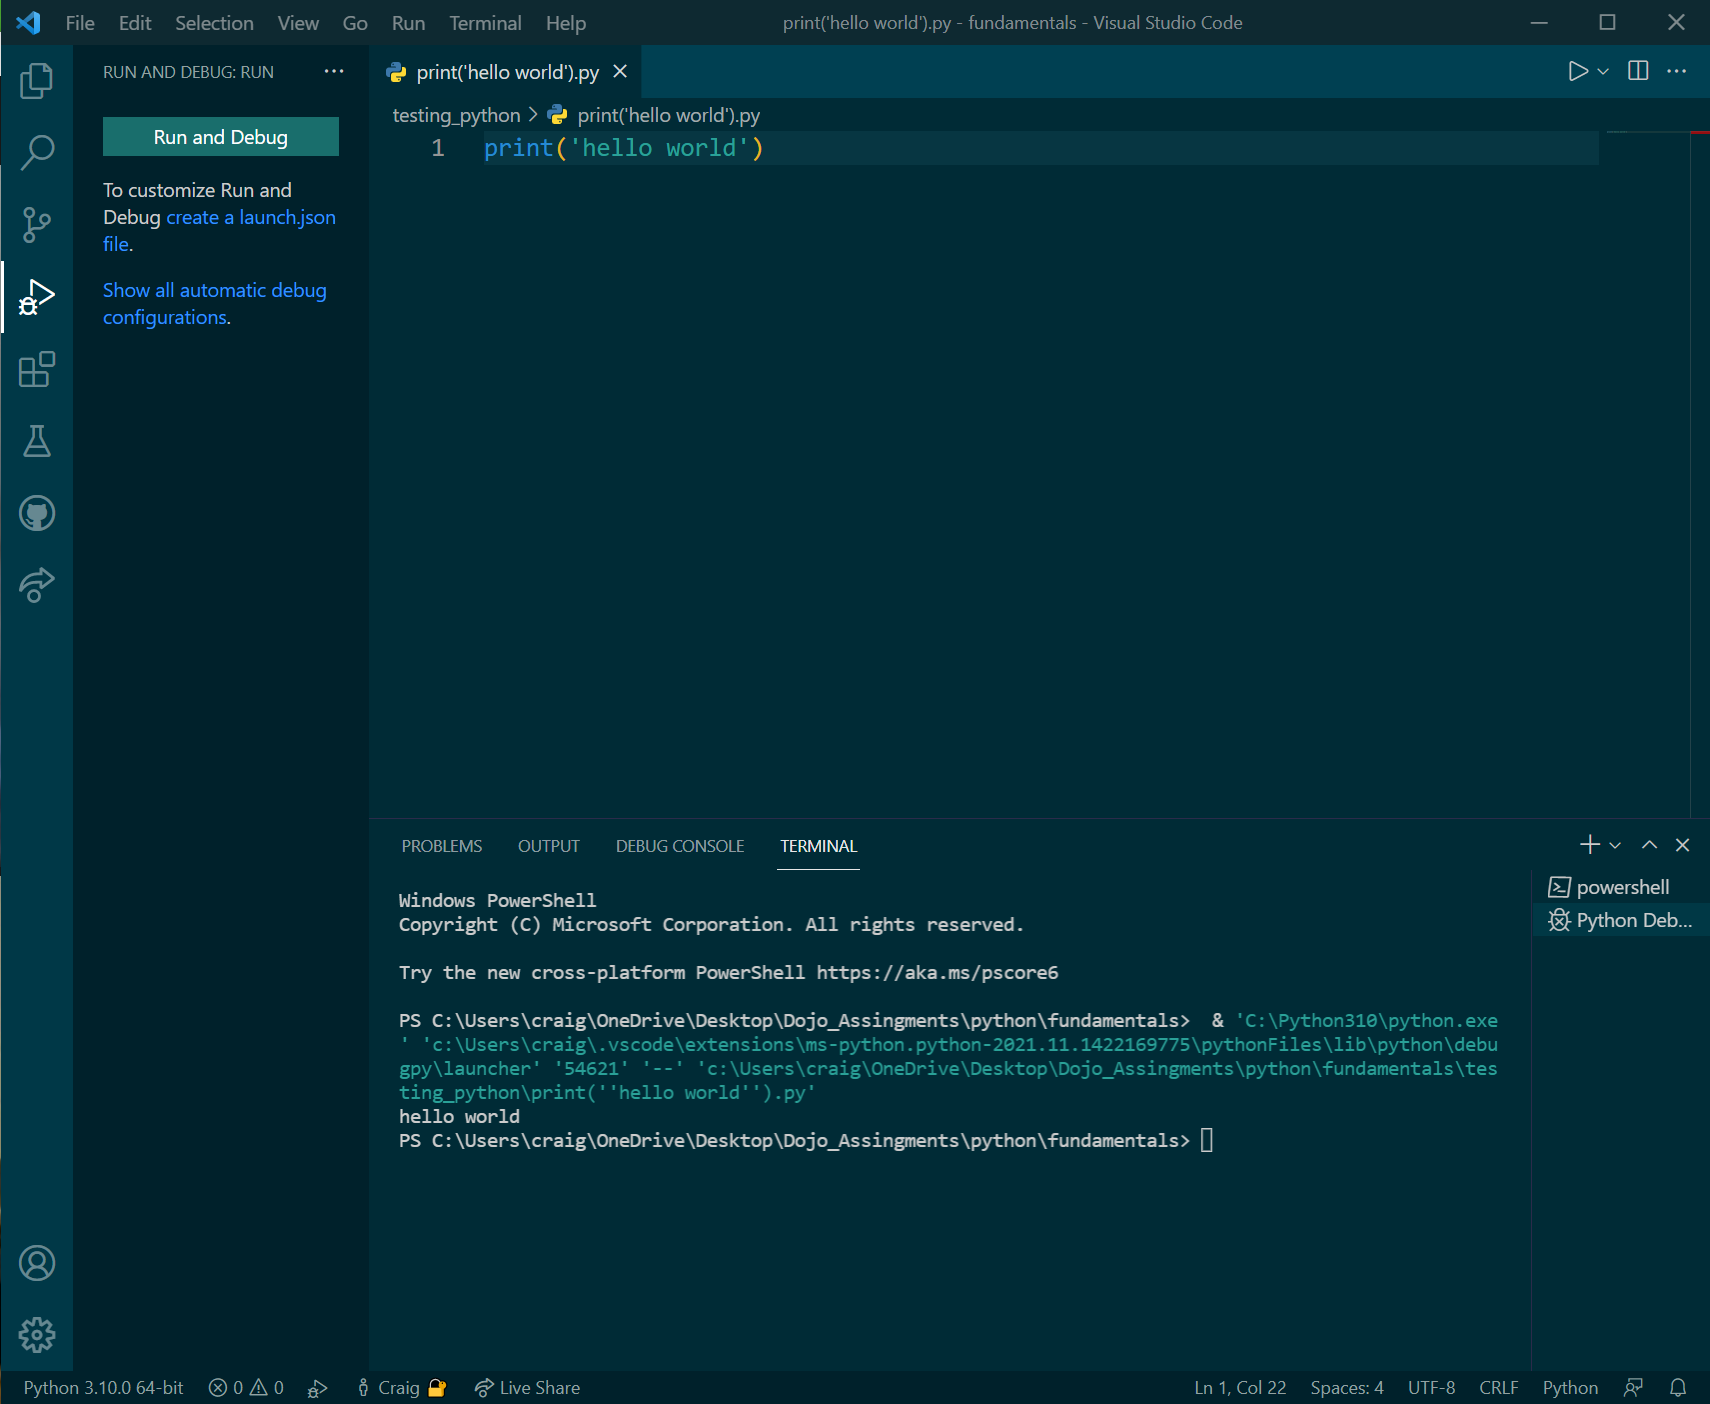 File Edit Selection View Go Run Terminal Help
print('hello world').py - fundamentals - Visual Studio Code
RUN AND DEBUG: RUN
Run and Debug
To customize Run and
Debug create a launch.json
file.
Show all automatic debug
configurations.
print('hello world').py
testing_python > print('hello world').py
1 print('hello world')
PROBLEMS OUTPUT DEBUG CONSOLE TERMINAL
Windows PowerShell
Copyright (C) Microsoft Corporation. All rights reserved.
Try the new cross-platform PowerShell https://aka.ms/pscore6
PS C:\Users\craig\OneDrive\Desktop\Dojo_Assingments\python\fundamentals>  & 'C:\Python310\python.exe
' 'c:\Users\craig\.vscode\extensions\ms-python.python-2021.11.1422169775\pythonFiles\lib\python\debu
gpy\launcher' '54621' '--' 'c:\Users\craig\OneDrive\Desktop\Dojo_Assingments\python\fundamentals\tes
ting_python\print(''hello world'').py'
hello world
PS C:\Users\craig\OneDrive\Desktop\Dojo_Assingments\python\fundamentals>
powershell
Python Deb...
Python 3.10.0 64-bit 0 0 Craig Live Share
Ln 1, Col 22 Spaces: 4 UTF-8 CRLF Python